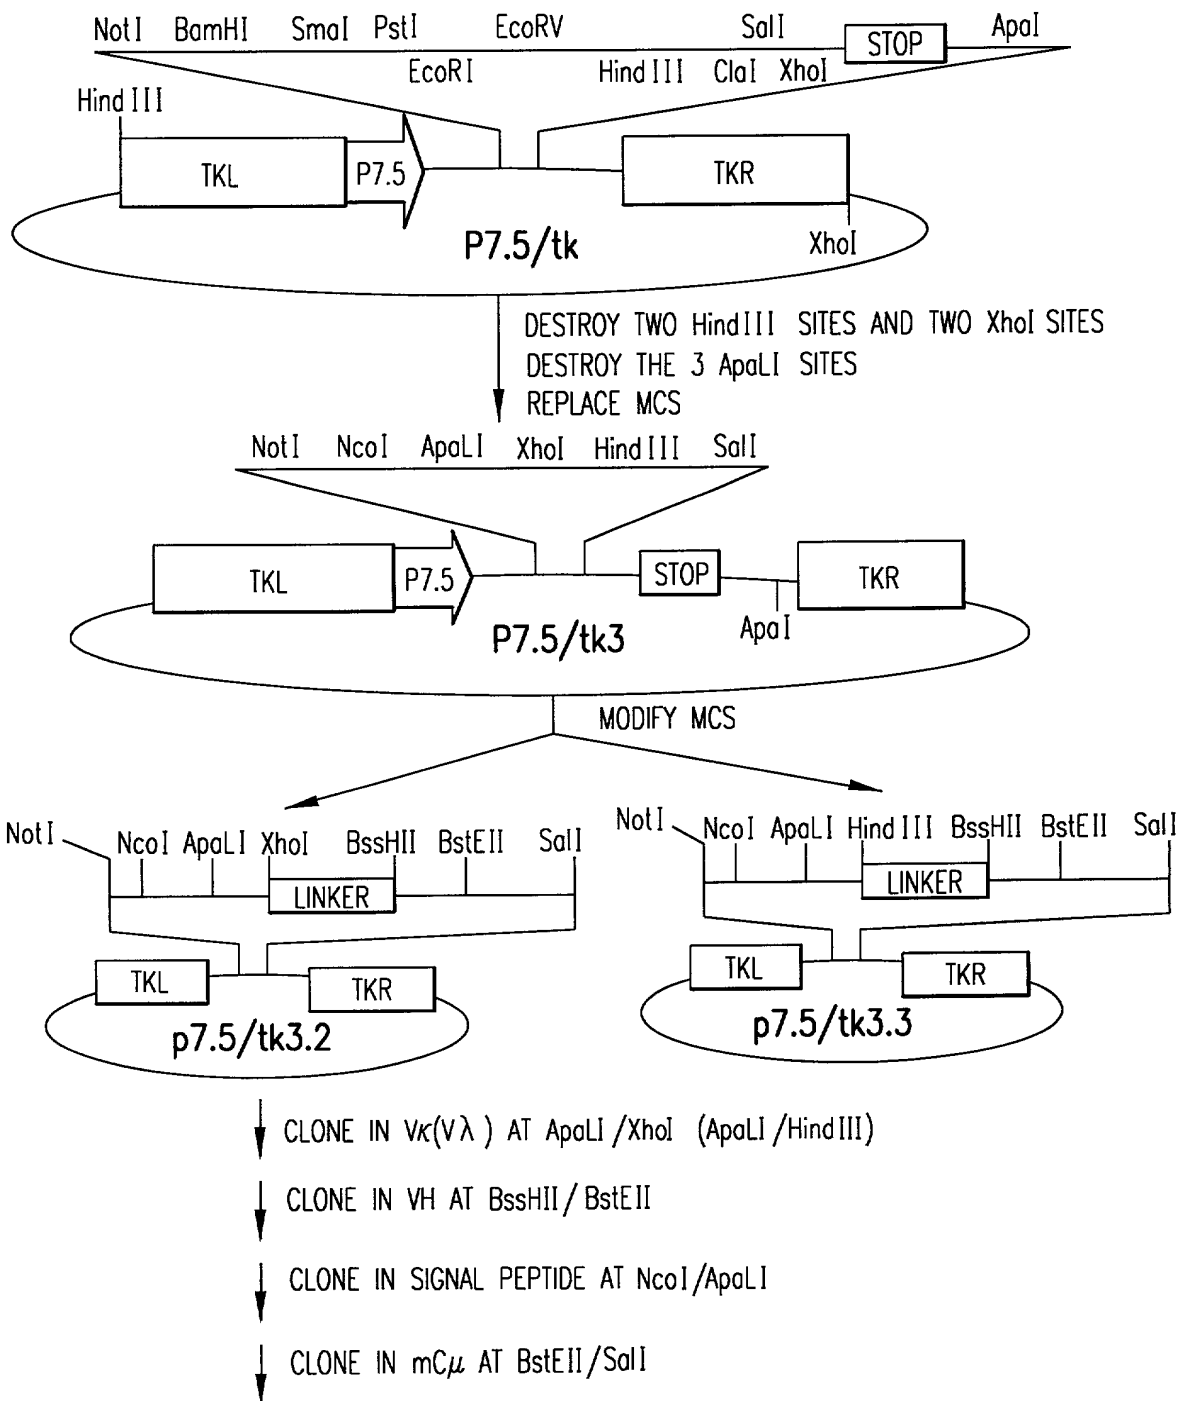 NotI BamHI SmaI PstI EcoRV SalI STOP ApaI
EcoRI HindIII ClaI XhoI
HindIII
TKL P7.5 TKR
P7.5/tk
XhoI
DESTROY TWO HindIII SITES AND TWO XhoI SITES
DESTROY THE 3 ApaLI SITES
REPLACE MCS
NotI NcoI ApaLI XhoI HindIII SalI
TKL P7.5 STOP TKR
ApaI
P7.5/tk3
MODIFY MCS
NotI NcoI ApaLI XhoI BssHII BstEII SalI
LINKER
TKL TKR
p7.5/tk3.2
NotI NcoI ApaLI HindIII BssHII BstEII SalI
LINKER
TKL TKR
p7.5/tk3.3
CLONE IN Vκ(Vλ) AT ApaLI/XhoI (ApaLI/HindIII)
CLONE IN VH AT BssHII/BstEII
CLONE IN SIGNAL PEPTIDE AT NcoI/ApaLI
CLONE IN mCμ AT BstEII/SalI